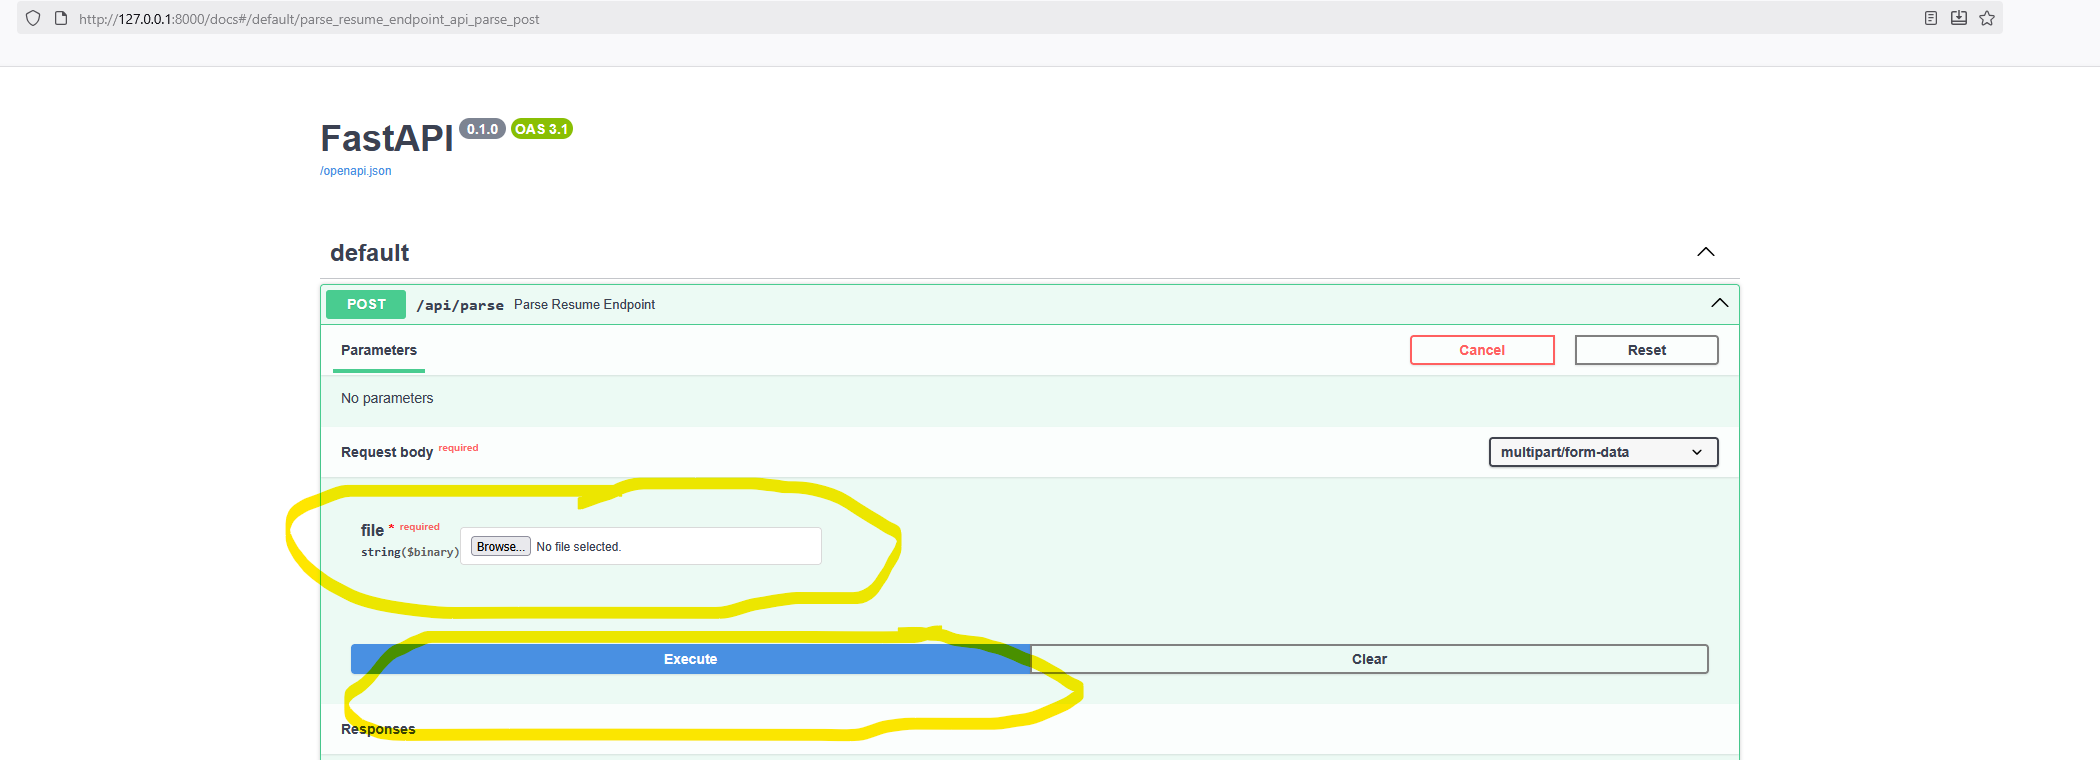 http://127.0.0.1:8000/docs#/default/parse_resume_endpoint_api_parse_post
FastAPI 0.1.0 OAS 3.1
/openapi.json
default
POST /api/parse Parse Resume Endpoint
Parameters Cancel Reset
No parameters
Request body required multipart/form-data
file * required
string($binary) Browse... No file selected.
Execute Clear
Responses